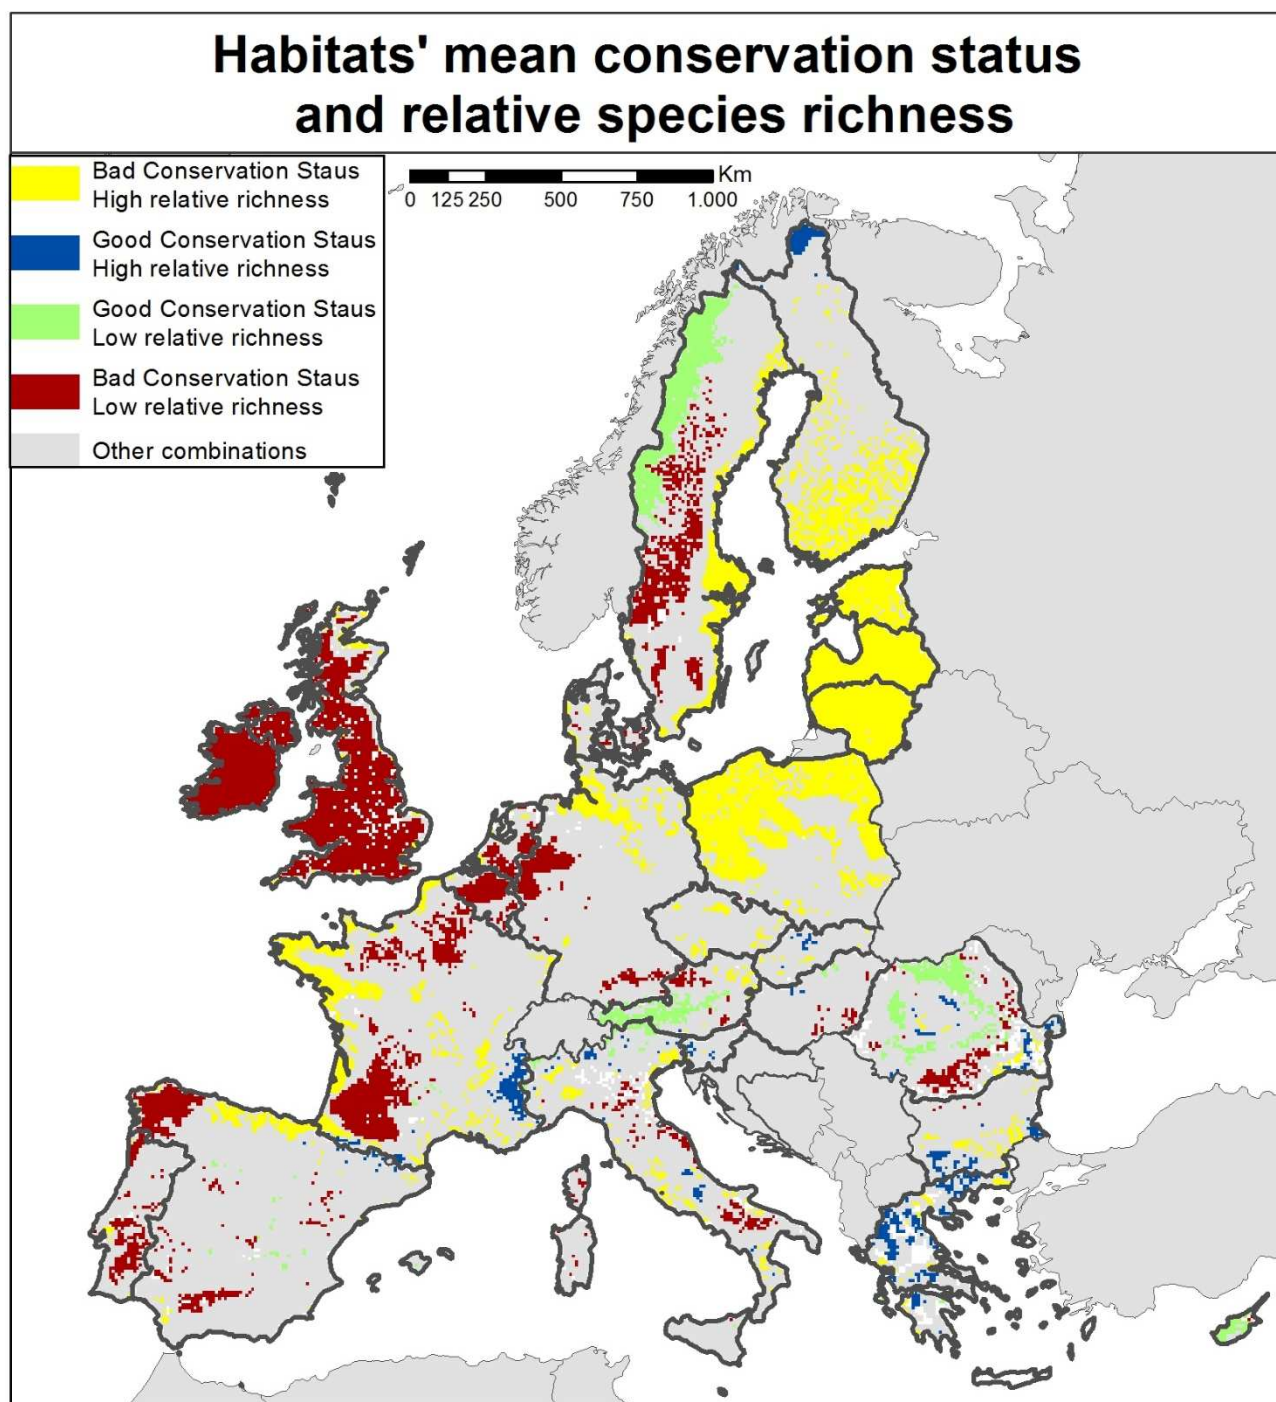 Habitats' mean conservation status
and relative species richness
Bad Conservation Staus
High relative richness
Good Conservation Staus
High relative richness
Good Conservation Staus
Low relative richness
Bad Conservation Staus
Low relative richness
Other combinations
Km
0 125 250 500 750 1.000